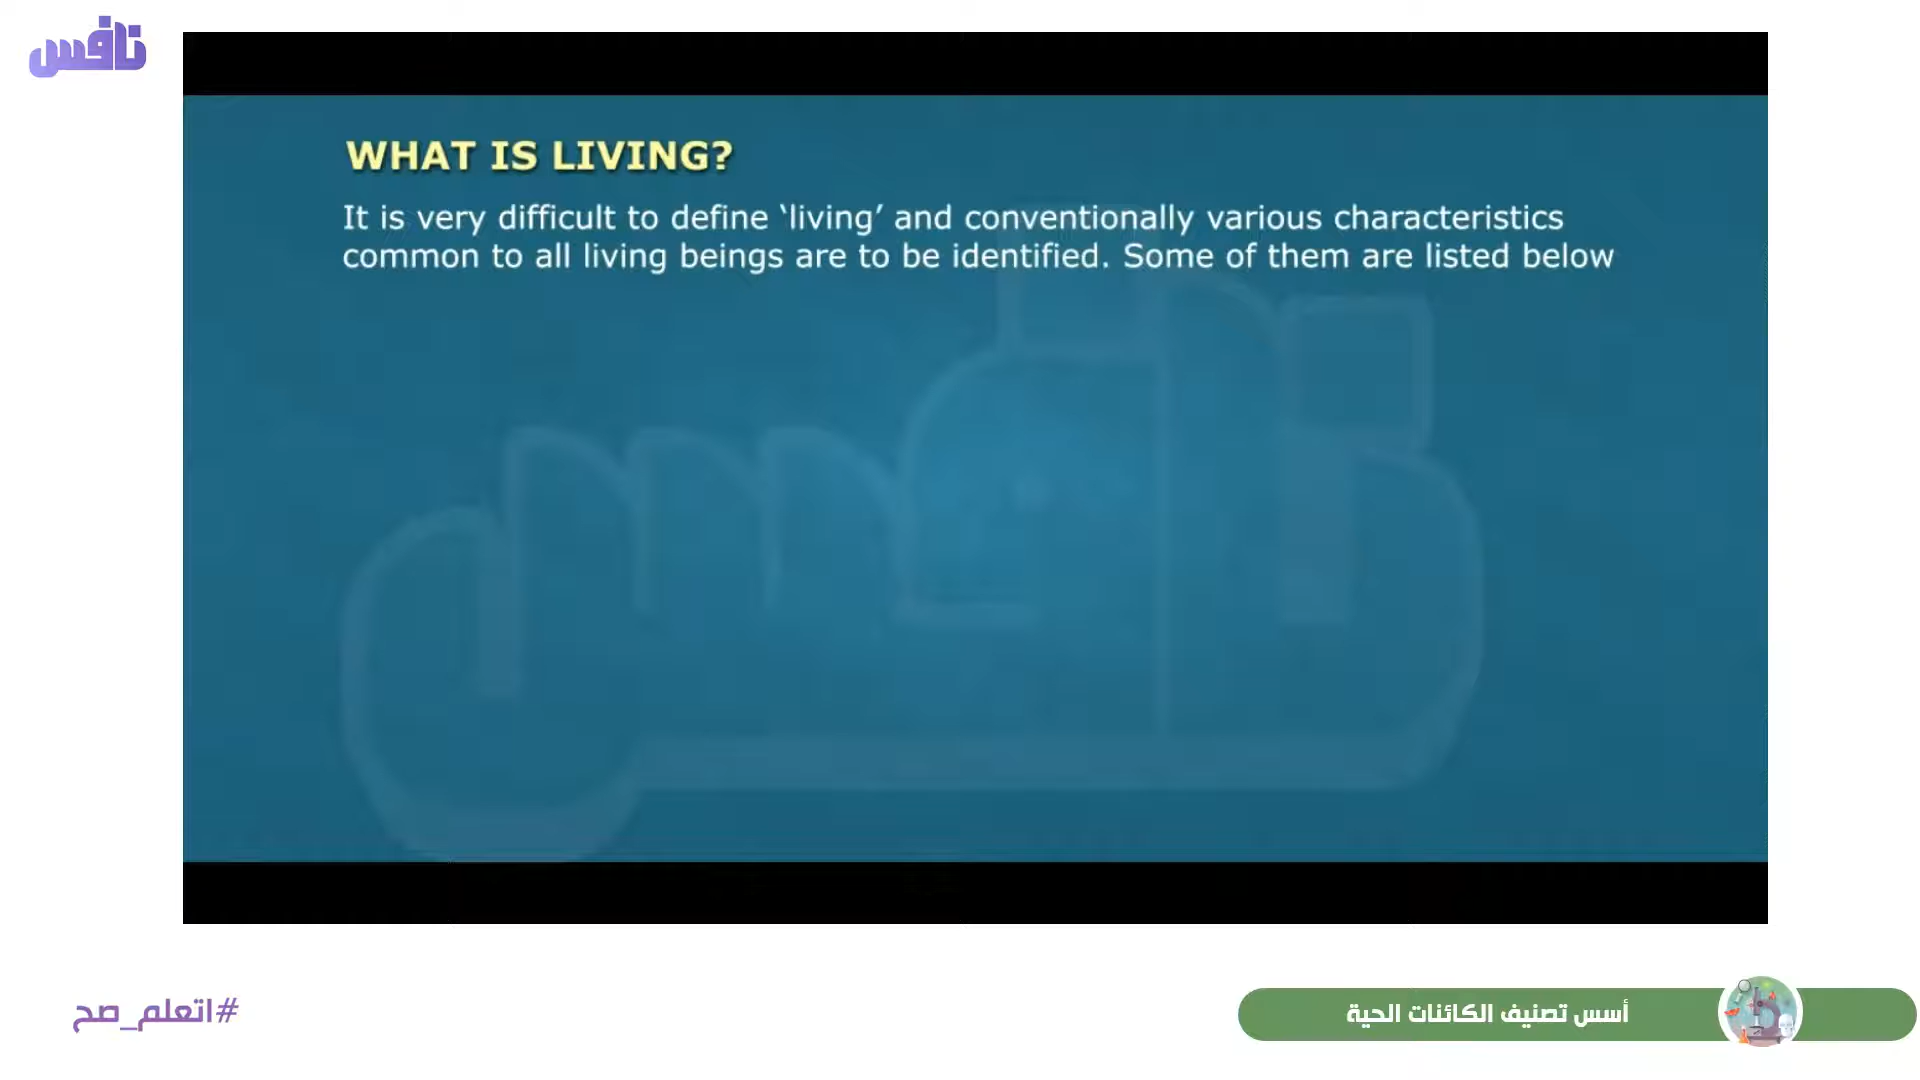 نافس
WHAT IS LIVING?
It is very difficult to define ‘living’ and conventionally various characteristics
common to all living beings are to be identified. Some of them are listed below
#اتعلم_صح
أسس تصنيف الكائنات الحية